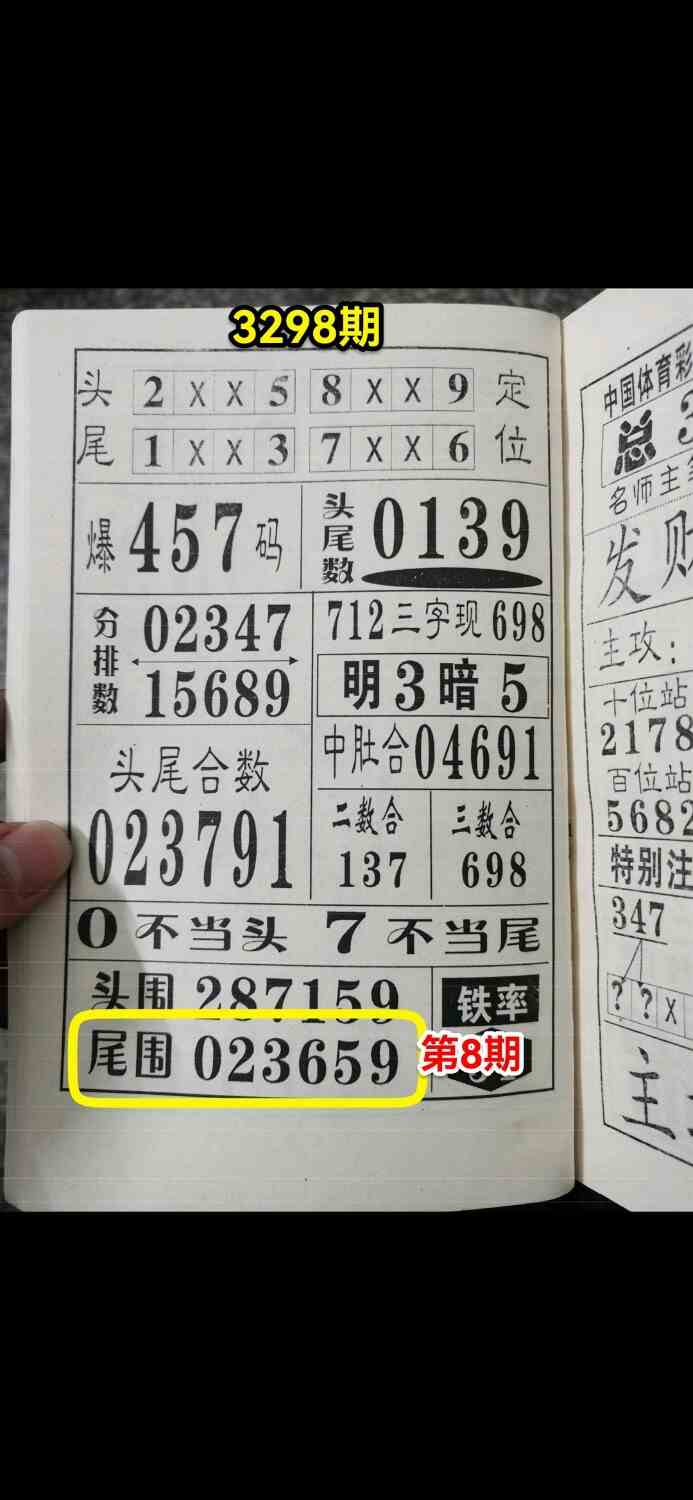 3298期
头 2 X X 5 8 X X 9 定
尾 1 X X 3 7 X X 6 位
爆 457 码
头尾数 0139
分排数
02347
15689
712 三字现 698
明 3 暗 5
中肚合 04691
头尾合数
023791
二数合
137
三数合
698
0 不当头 7 不当尾
头围 287159
尾围 023659
铁率
第8期
中国体育彩
总
名师主
发财
主攻：
十位站
2178
百位站
5682
特别注
347
? ? X
主